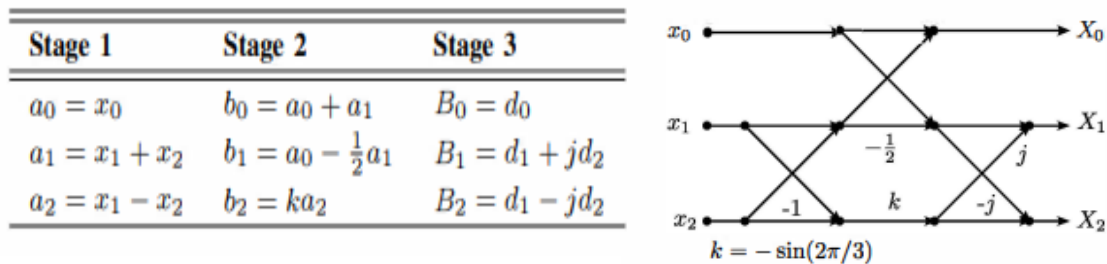 Stage 1 Stage 2 Stage 3
a₀ = x₀ b₀ = a₀ + a₁ B₀ = d₀
a₁ = x₁ + x₂ b₁ = a₀ − ½a₁ B₁ = d₁ + jd₂
a₂ = x₁ − x₂ b₂ = ka₂ B₂ = d₁ − jd₂
x₀ X₀
x₁ X₁
−½ j
x₂ -1 k -j X₂
k = − sin(2π/3)